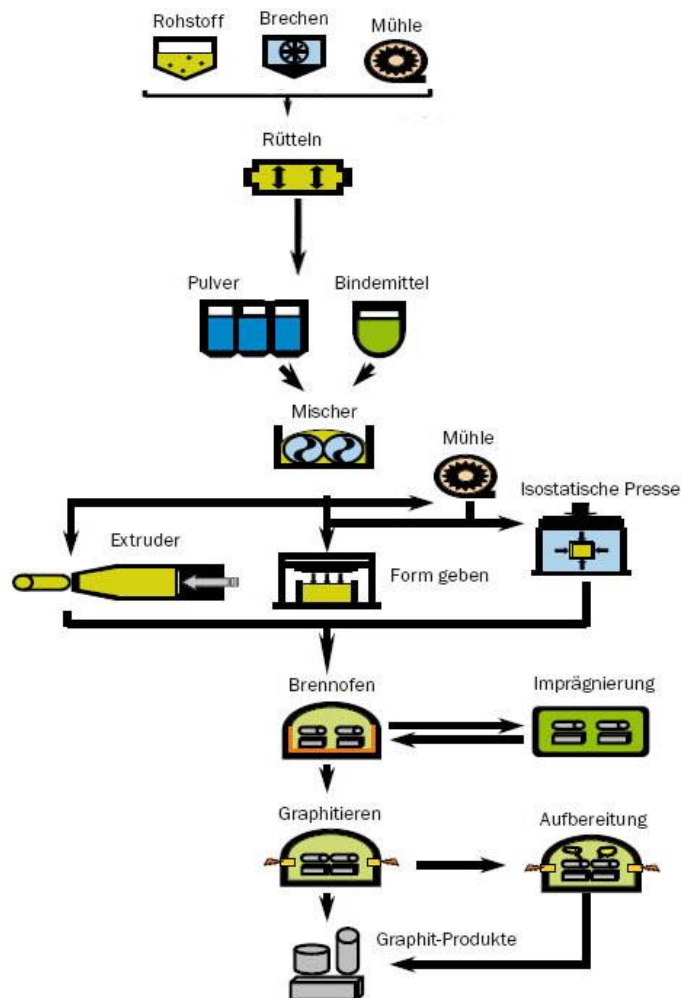 Rohstoff
Brechen
Mühle
Rütteln
Pulver
Bindemittel
Mischer
Mühle
Isostatische Presse
Extruder
Form geben
Brennofen
Imprägnierung
Graphitieren
Aufbereitung
Graphit-Produkte